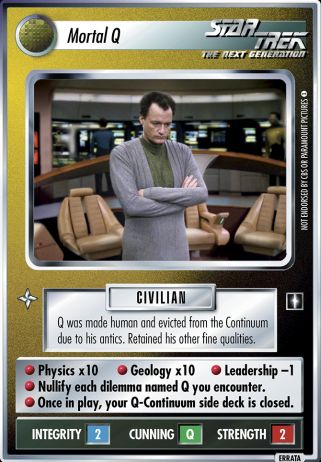 Mortal Q
STAR TREK
THE NEXT GENERATION
NOT ENDORSED BY CBS OR PARAMOUNT PICTURES
CIVILIAN
Q was made human and evicted from the Continuum
due to his antics. Retained his other fine qualities.
Physics x10 Geology x10 Leadership –1
Nullify each dilemma named Q you encounter.
Once in play, your Q-Continuum side deck is closed.
INTEGRITY 2 CUNNING Q STRENGTH 2
ERRATA